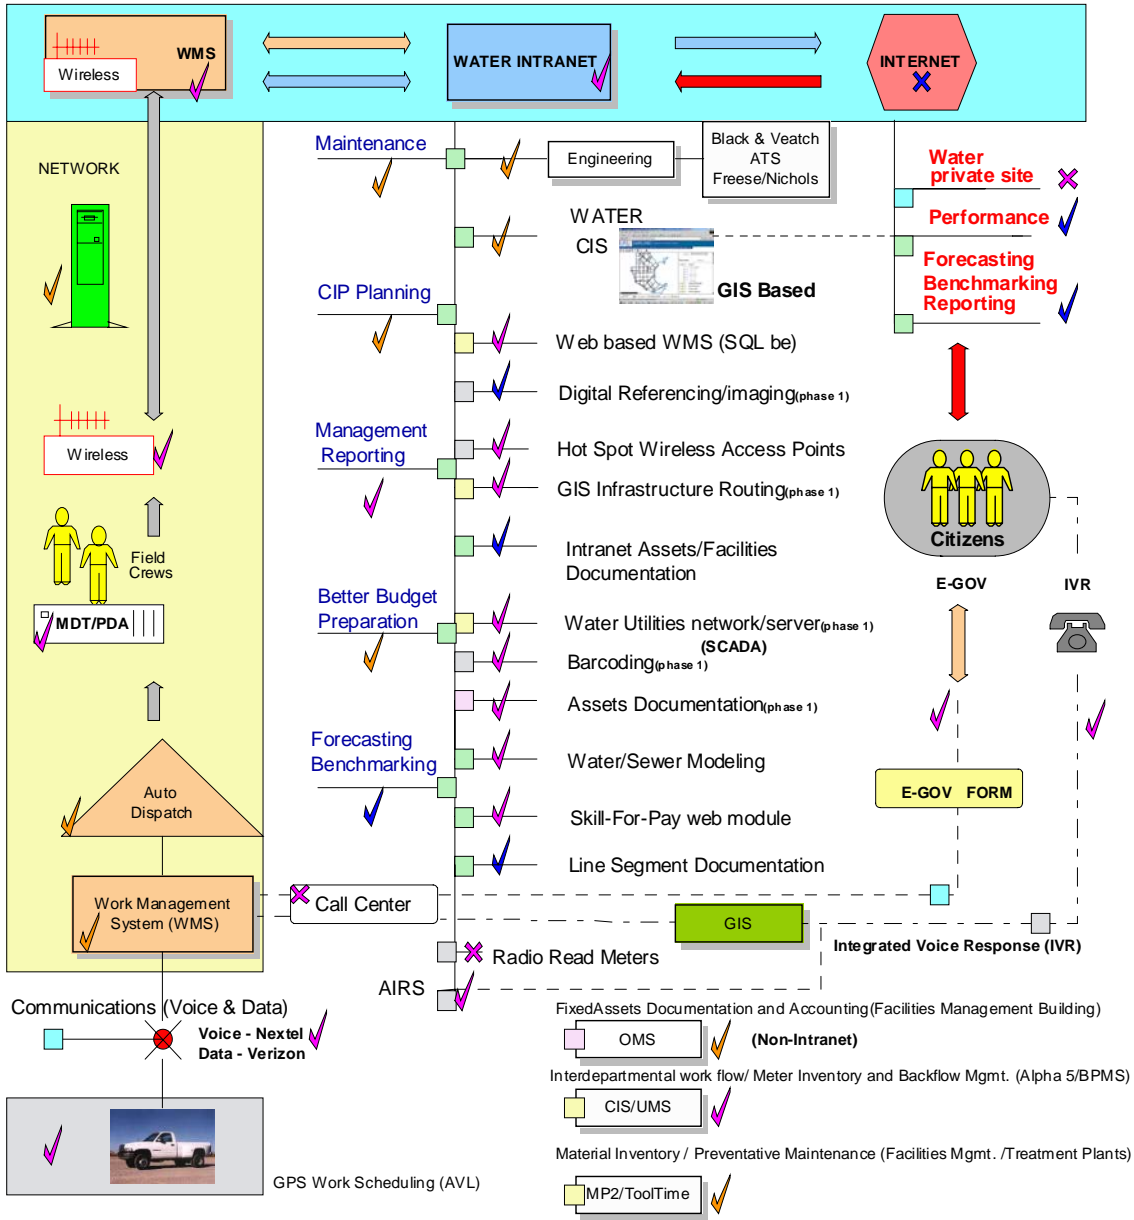 WMS
Wireless
WATER INTRANET
INTERNET
NETWORK
Maintenance
Engineering
Black & Veatch
ATS
Freese/Nichols
Water
private site
Performance
Forecasting
Benchmarking
Reporting
WATER
CIS
GIS Based
CIP Planning
Web based WMS (SQL be)
Digital Referencing/imaging(phase 1)
Management
Reporting
Hot Spot Wireless Access Points
GIS Infrastructure Routing(phase 1)
Wireless
Field
Crews
MDT/PDA
Intranet Assets/Facilities
Documentation
Citizens
E-GOV
IVR
Better Budget
Preparation
Water Utilities network/server(phase 1)
(SCADA)
Barcoding(phase 1)
Assets Documentation(phase 1)
Forecasting
Benchmarking
Water/Sewer Modeling
Skill-For-Pay web module
Line Segment Documentation
Auto
Dispatch
E-GOV FORM
Work Management
System (WMS)
Call Center
GIS
Integrated Voice Response (IVR)
Radio Read Meters
AIRS
Communications (Voice & Data)
Voice - Nextel
Data - Verizon
GPS Work Scheduling (AVL)
FixedAssets Documentation and Accounting(Facilities Management Building)
OMS
(Non-Intranet)
Interdepartmental work flow/ Meter Inventory and Backflow Mgmt. (Alpha 5/BPMS)
CIS/UMS
Material Inventory / Preventative Maintenance (Facilities Mgmt. /Treatment Plants)
MP2/ToolTime